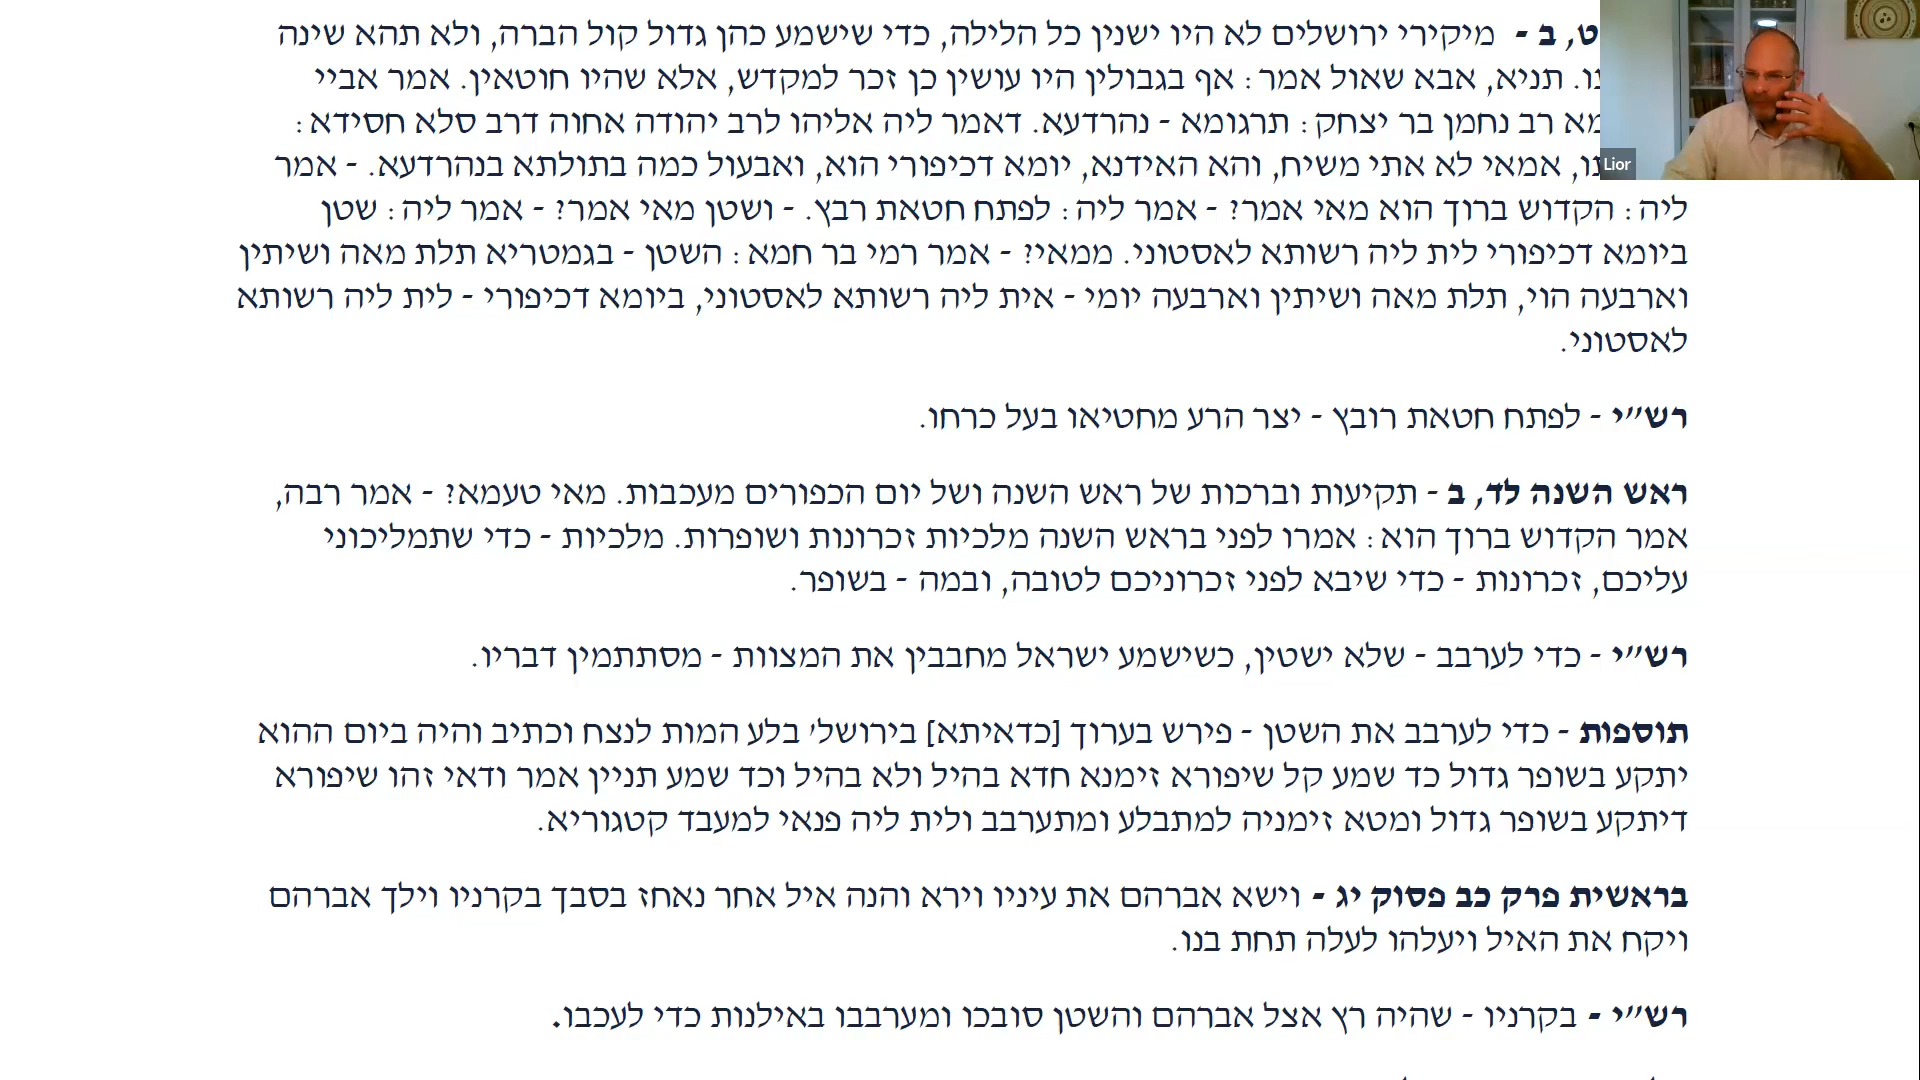 ט, ב - מיקירי ירושלים לא היו ישנין כל הלילה, כדי שישמע כהן גדול קול הברה, ולא תהא שינה
תניא, אבא שאול אמר: אף בגבולין היו עושין כן זכר למקדש, אלא שהיו חוטאין. אמר אביי
רב נחמן בר יצחק: תרגומא - נהרדעא. דאמר ליה אליהו לרב יהודה אחוה דרב סלא חסידא:
אמאי לא אתי משיח, והא האידנא, יומא דכיפורי הוא, ואבעול כמה בתולתא בנהרדעא. - אמר
Lior
ליה: הקדוש ברוך הוא מאי אמר? - אמר ליה: לפתח חטאת רבץ. - ושטן מאי אמר? - אמר ליה: שטן
ביומא דכיפורי לית ליה רשותא לאסטוני. ממאי? - אמר רמי בר חמא: השטן - בגמטריא תלת מאה ושיתין
וארבעה הוי, תלת מאה ושיתין וארבעה יומי - אית ליה רשותא לאסטוני, ביומא דכיפורי - לית ליה רשותא
לאסטוני.
רש״י - לפתח חטאת רובץ - יצר הרע מחטיאו בעל כרחו.
ראש השנה לד, ב - תקיעות וברכות של ראש השנה ושל יום הכפורים מעכבות. מאי טעמא? - אמר רבה,
אמר הקדוש ברוך הוא: אמרו לפני בראש השנה מלכיות זכרונות ושופרות. מלכיות - כדי שתמליכוני
עליכם, זכרונות - כדי שיבא לפני זכרוניכם לטובה, ובמה - בשופר.
רש״י - כדי לערבב - שלא ישטין, כשישמע ישראל מחבבין את המצוות - מסתתמין דבריו.
תוספות - כדי לערבב את השטן - פירש בערוך [כדאיתא] בירושל׳ בלע המות לנצח וכתיב והיה ביום ההוא
יתקע בשופר גדול כד שמע קל שיפורא זימנא חדא בהיל ולא בהיל וכד שמע תניין אמר ודאי זהו שיפורא
דיתקע בשופר גדול ומטא זימניה למתבלע ומתערבב ולית ליה פנאי למעבד קטגוריא.
בראשית פרק כב פסוק יג - וישא אברהם את עיניו וירא והנה איל אחר נאחז בסבך בקרניו וילך אברהם
ויקח את האיל ויעלהו לעלה תחת בנו.
רש״י - בקרניו - שהיה רץ אצל אברהם והשטן סובכו ומערבבו באילנות כדי לעכבו.